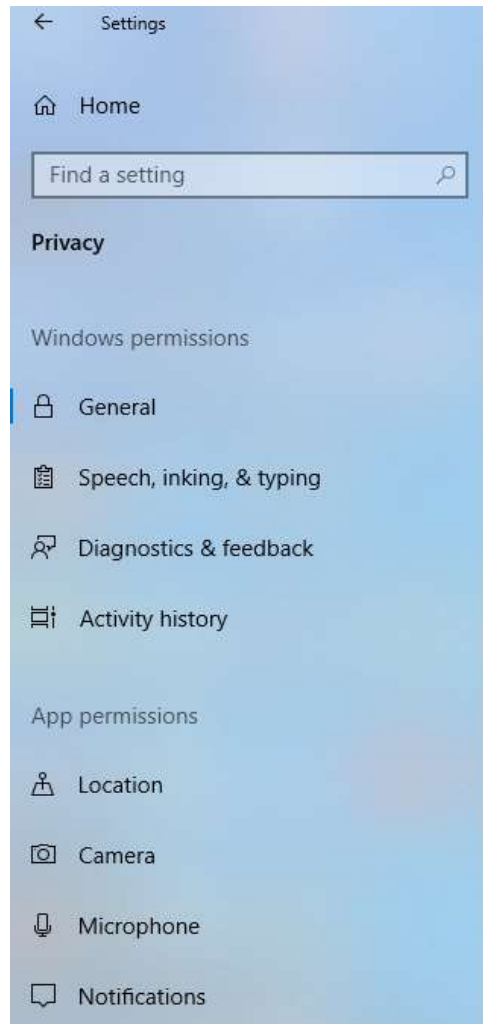 Settings
Home
Find a setting
Privacy
Windows permissions
General
Speech, inking, & typing
Diagnostics & feedback
Activity history
App permissions
Location
Camera
Microphone
Notifications